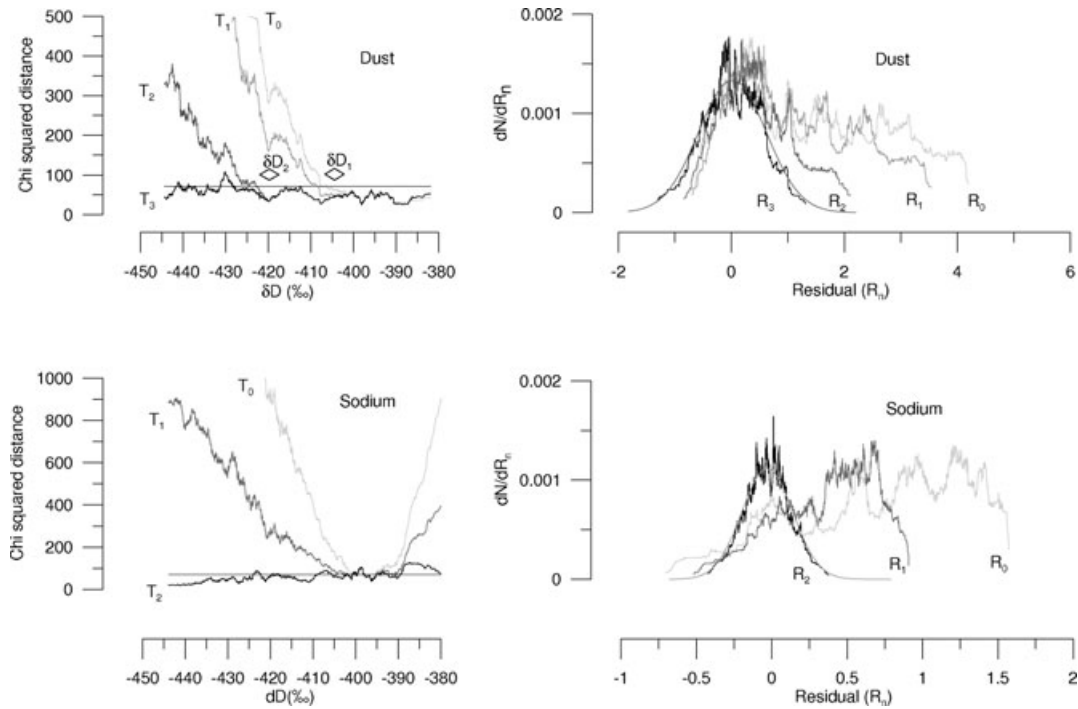 500
400
300
200
100
0
Chi squared distance
T₁
T₀
Dust
T₂
δD₂
δD₁
T₃
-450
-440
-430
-420
-410
-400
-390
-380
δD (‰)
0.002
0.001
0
dN/dRₙ
Dust
R₃
R₂
R₁
R₀
-2
0
2
4
6
Residual (Rₙ)
1000
800
600
400
200
0
Chi squared distance
T₀
Sodium
T₁
T₂
-450
-440
-430
-420
-410
-400
-390
-380
dD(‰)
0.002
0.001
0
dN/dRₙ
Sodium
R₂
R₁
R₀
-1
-0.5
0
0.5
1
1.5
2
Residual (Rₙ)